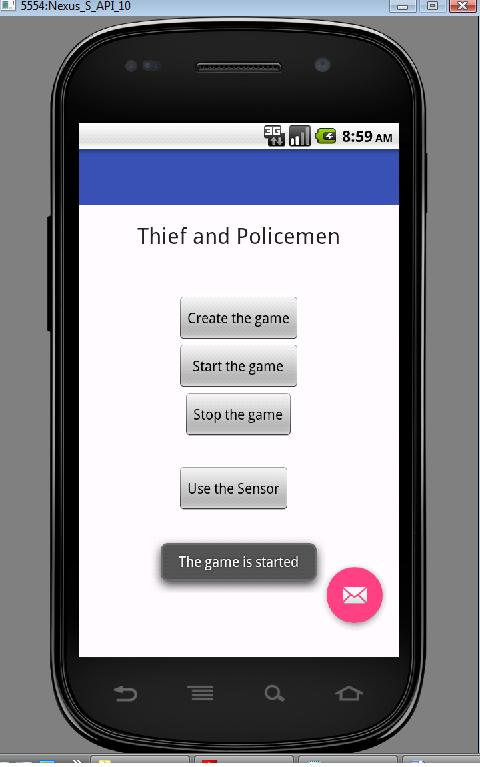 5554:Nexus_S_API_10
3G 8:59 AM
Thief and Policemen
Create the game
Start the game
Stop the game
Use the Sensor
The game is started